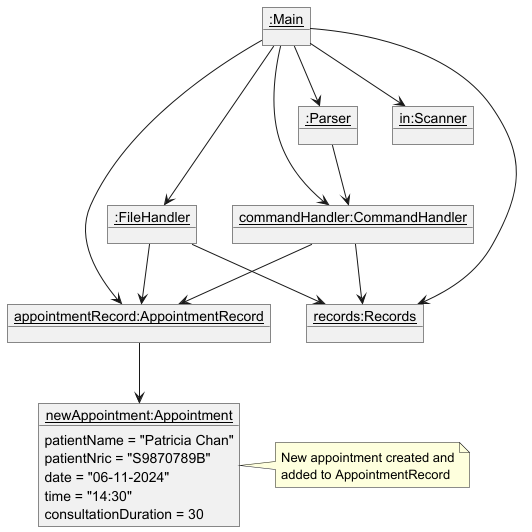 :Main
:Parser
in:Scanner
:FileHandler
commandHandler:CommandHandler
appointmentRecord:AppointmentRecord
records:Records
newAppointment:Appointment
patientName = "Patricia Chan"
patientNric = "S9870789B"
date = "06-11-2024"
time = "14:30"
consultationDuration = 30
New appointment created and
added to AppointmentRecord